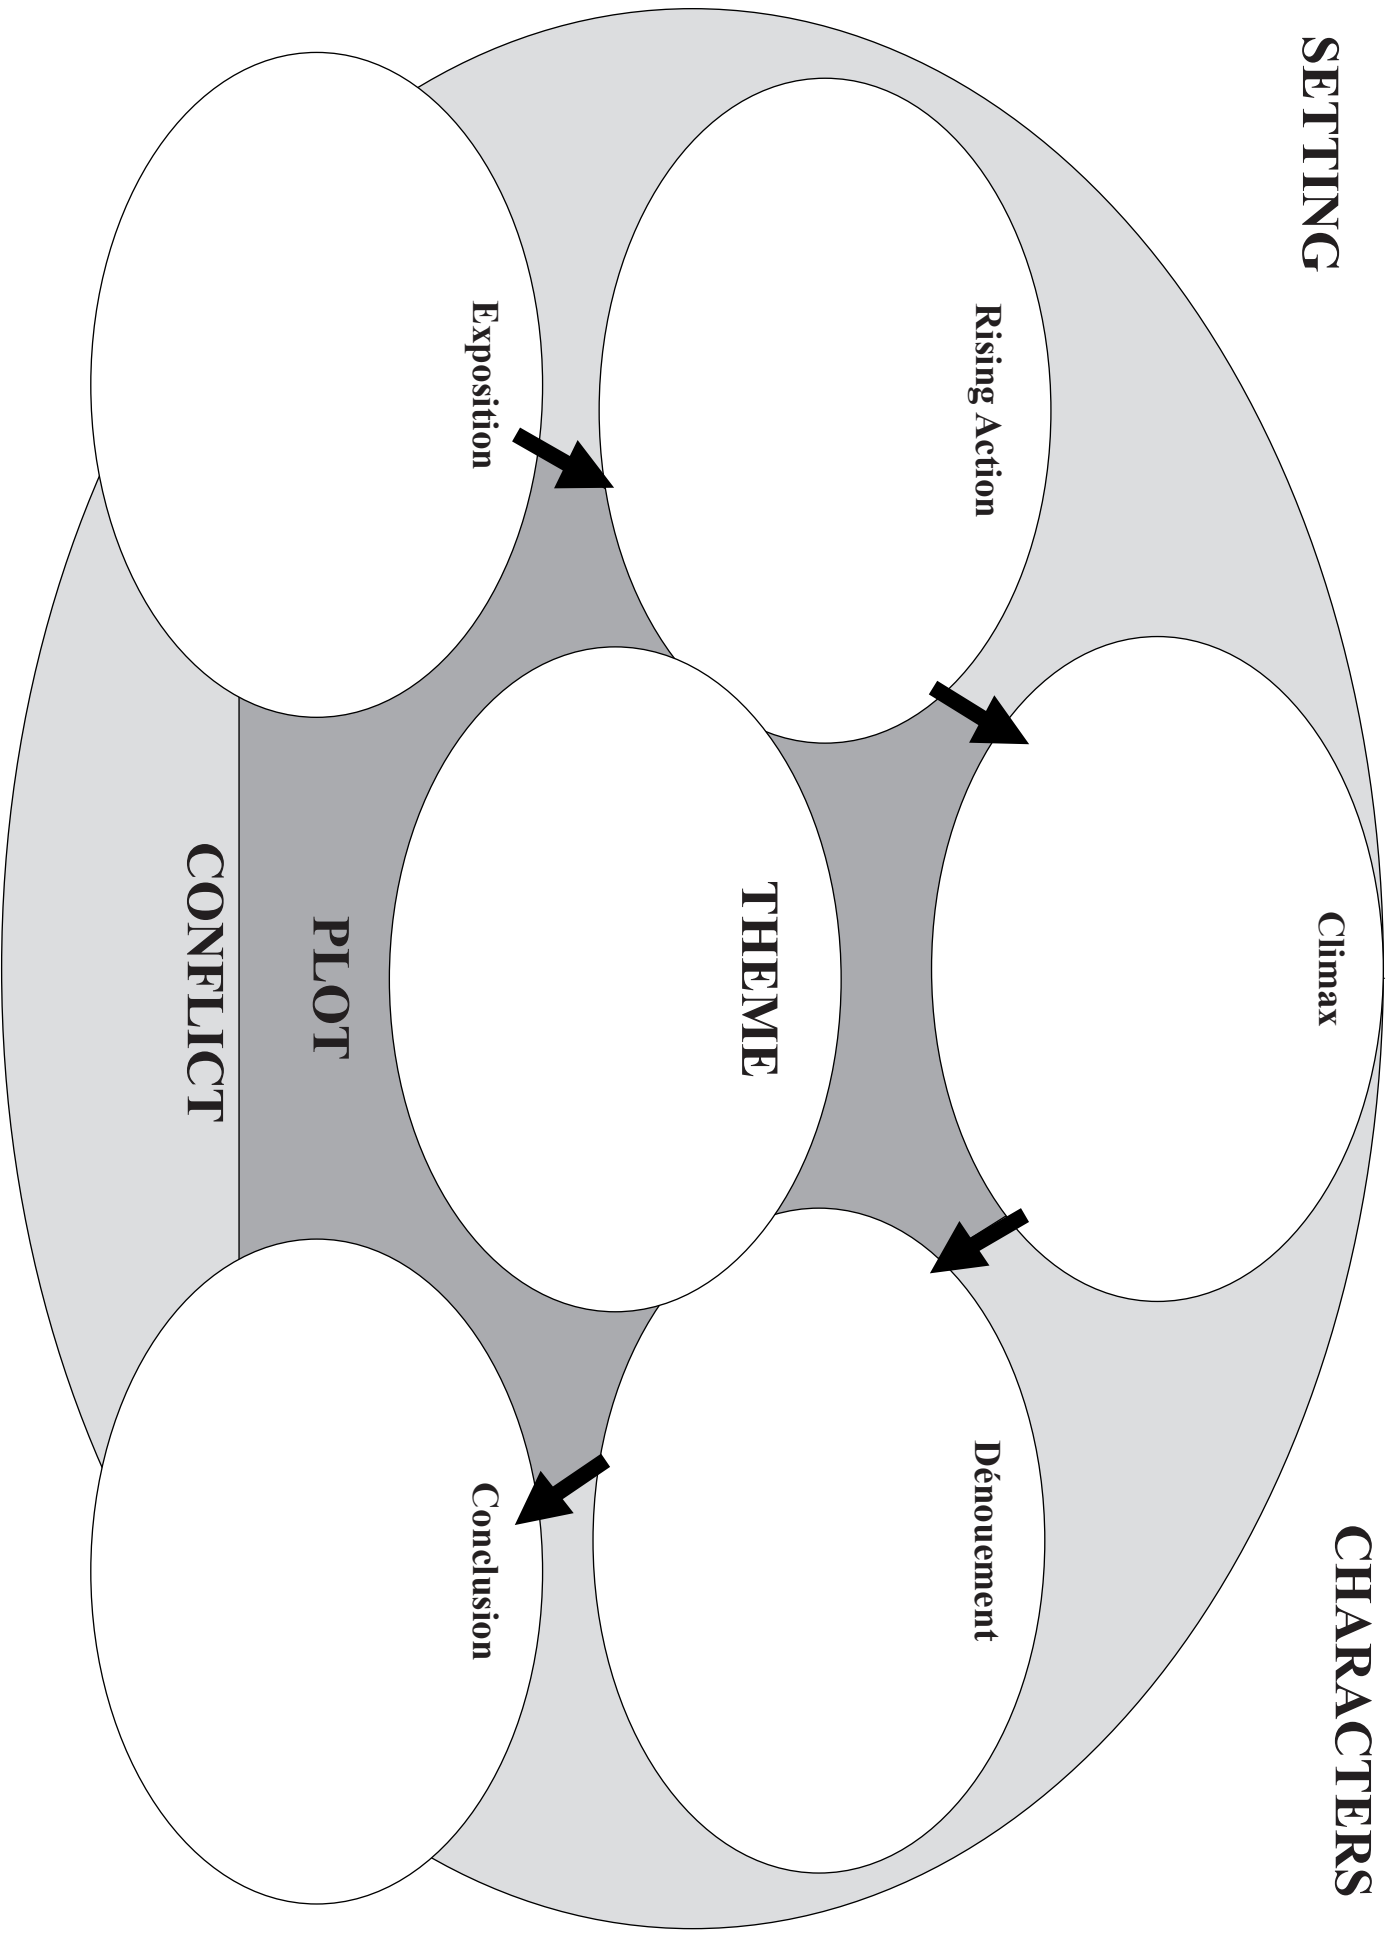 SETTING
CHARACTERS
Climax
Rising Action
Dénouement
THEME
Exposition
Conclusion
PLOT
CONFLICT